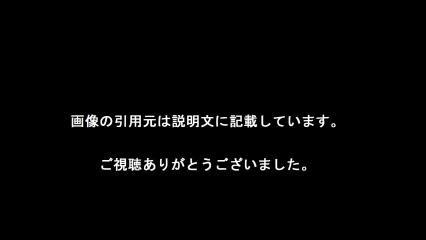 画像の引用元は説明文に記載しています。
ご視聴ありがとうございました。